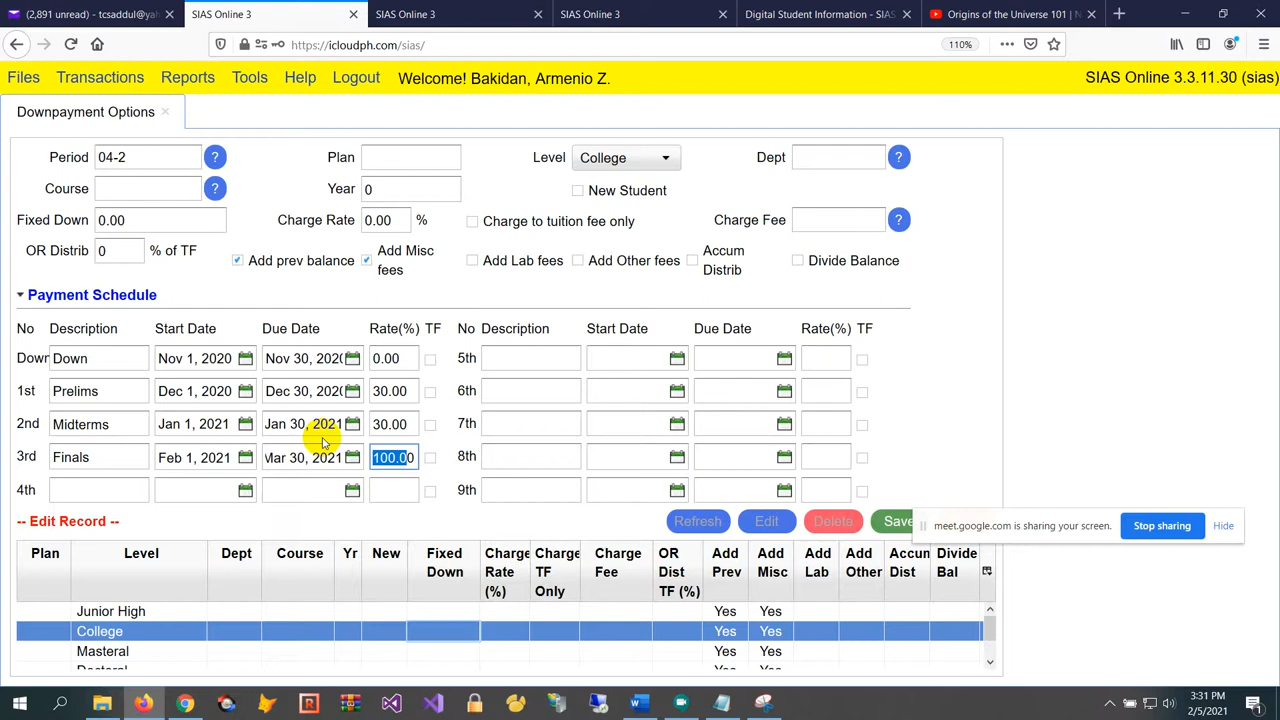 (2,891 unread) - tcsaddul@yah
SIAS Online 3
SIAS Online 3
SIAS Online 3
Digital Student Information - SIAS
Origins of the Universe 101 | N
https://icloudph.com/sias/
110%
Files Transactions Reports Tools Help Logout Welcome! Bakidan, Armenio Z. SIAS Online 3.3.11.30 (sias)
Downpayment Options
Period 04-2 ? Plan Level College Dept ?
Course ? Year 0 New Student
Fixed Down 0.00 Charge Rate 0.00 % Charge to tuition fee only Charge Fee ?
OR Distrib 0 % of TF Add prev balance Add Misc fees Add Lab fees Add Other fees Accum Distrib Divide Balance
Payment Schedule
No Description Start Date Due Date Rate(%) TF No Description Start Date Due Date Rate(%) TF
Down Down Nov 1, 2020 Nov 30, 2020 0.00 5th
1st Prelims Dec 1, 2020 Dec 30, 2020 30.00 6th
2nd Midterms Jan 1, 2021 Jan 30, 2021 30.00 7th
3rd Finals Feb 1, 2021 Mar 30, 2021 100.00 8th
4th 9th
-- Edit Record -- Refresh Edit Delete Save
meet.google.com is sharing your screen. Stop sharing Hide
Plan Level Dept Course Yr New Fixed Down Charge Rate (%) Charge TF Only Charge Fee OR Dist TF (%) Add Prev Add Misc Add Lab Add Other Accum Dist Divide Bal
Junior High Yes Yes
College Yes Yes
Masteral Yes Yes
Doctoral
3:31 PM
2/5/2021